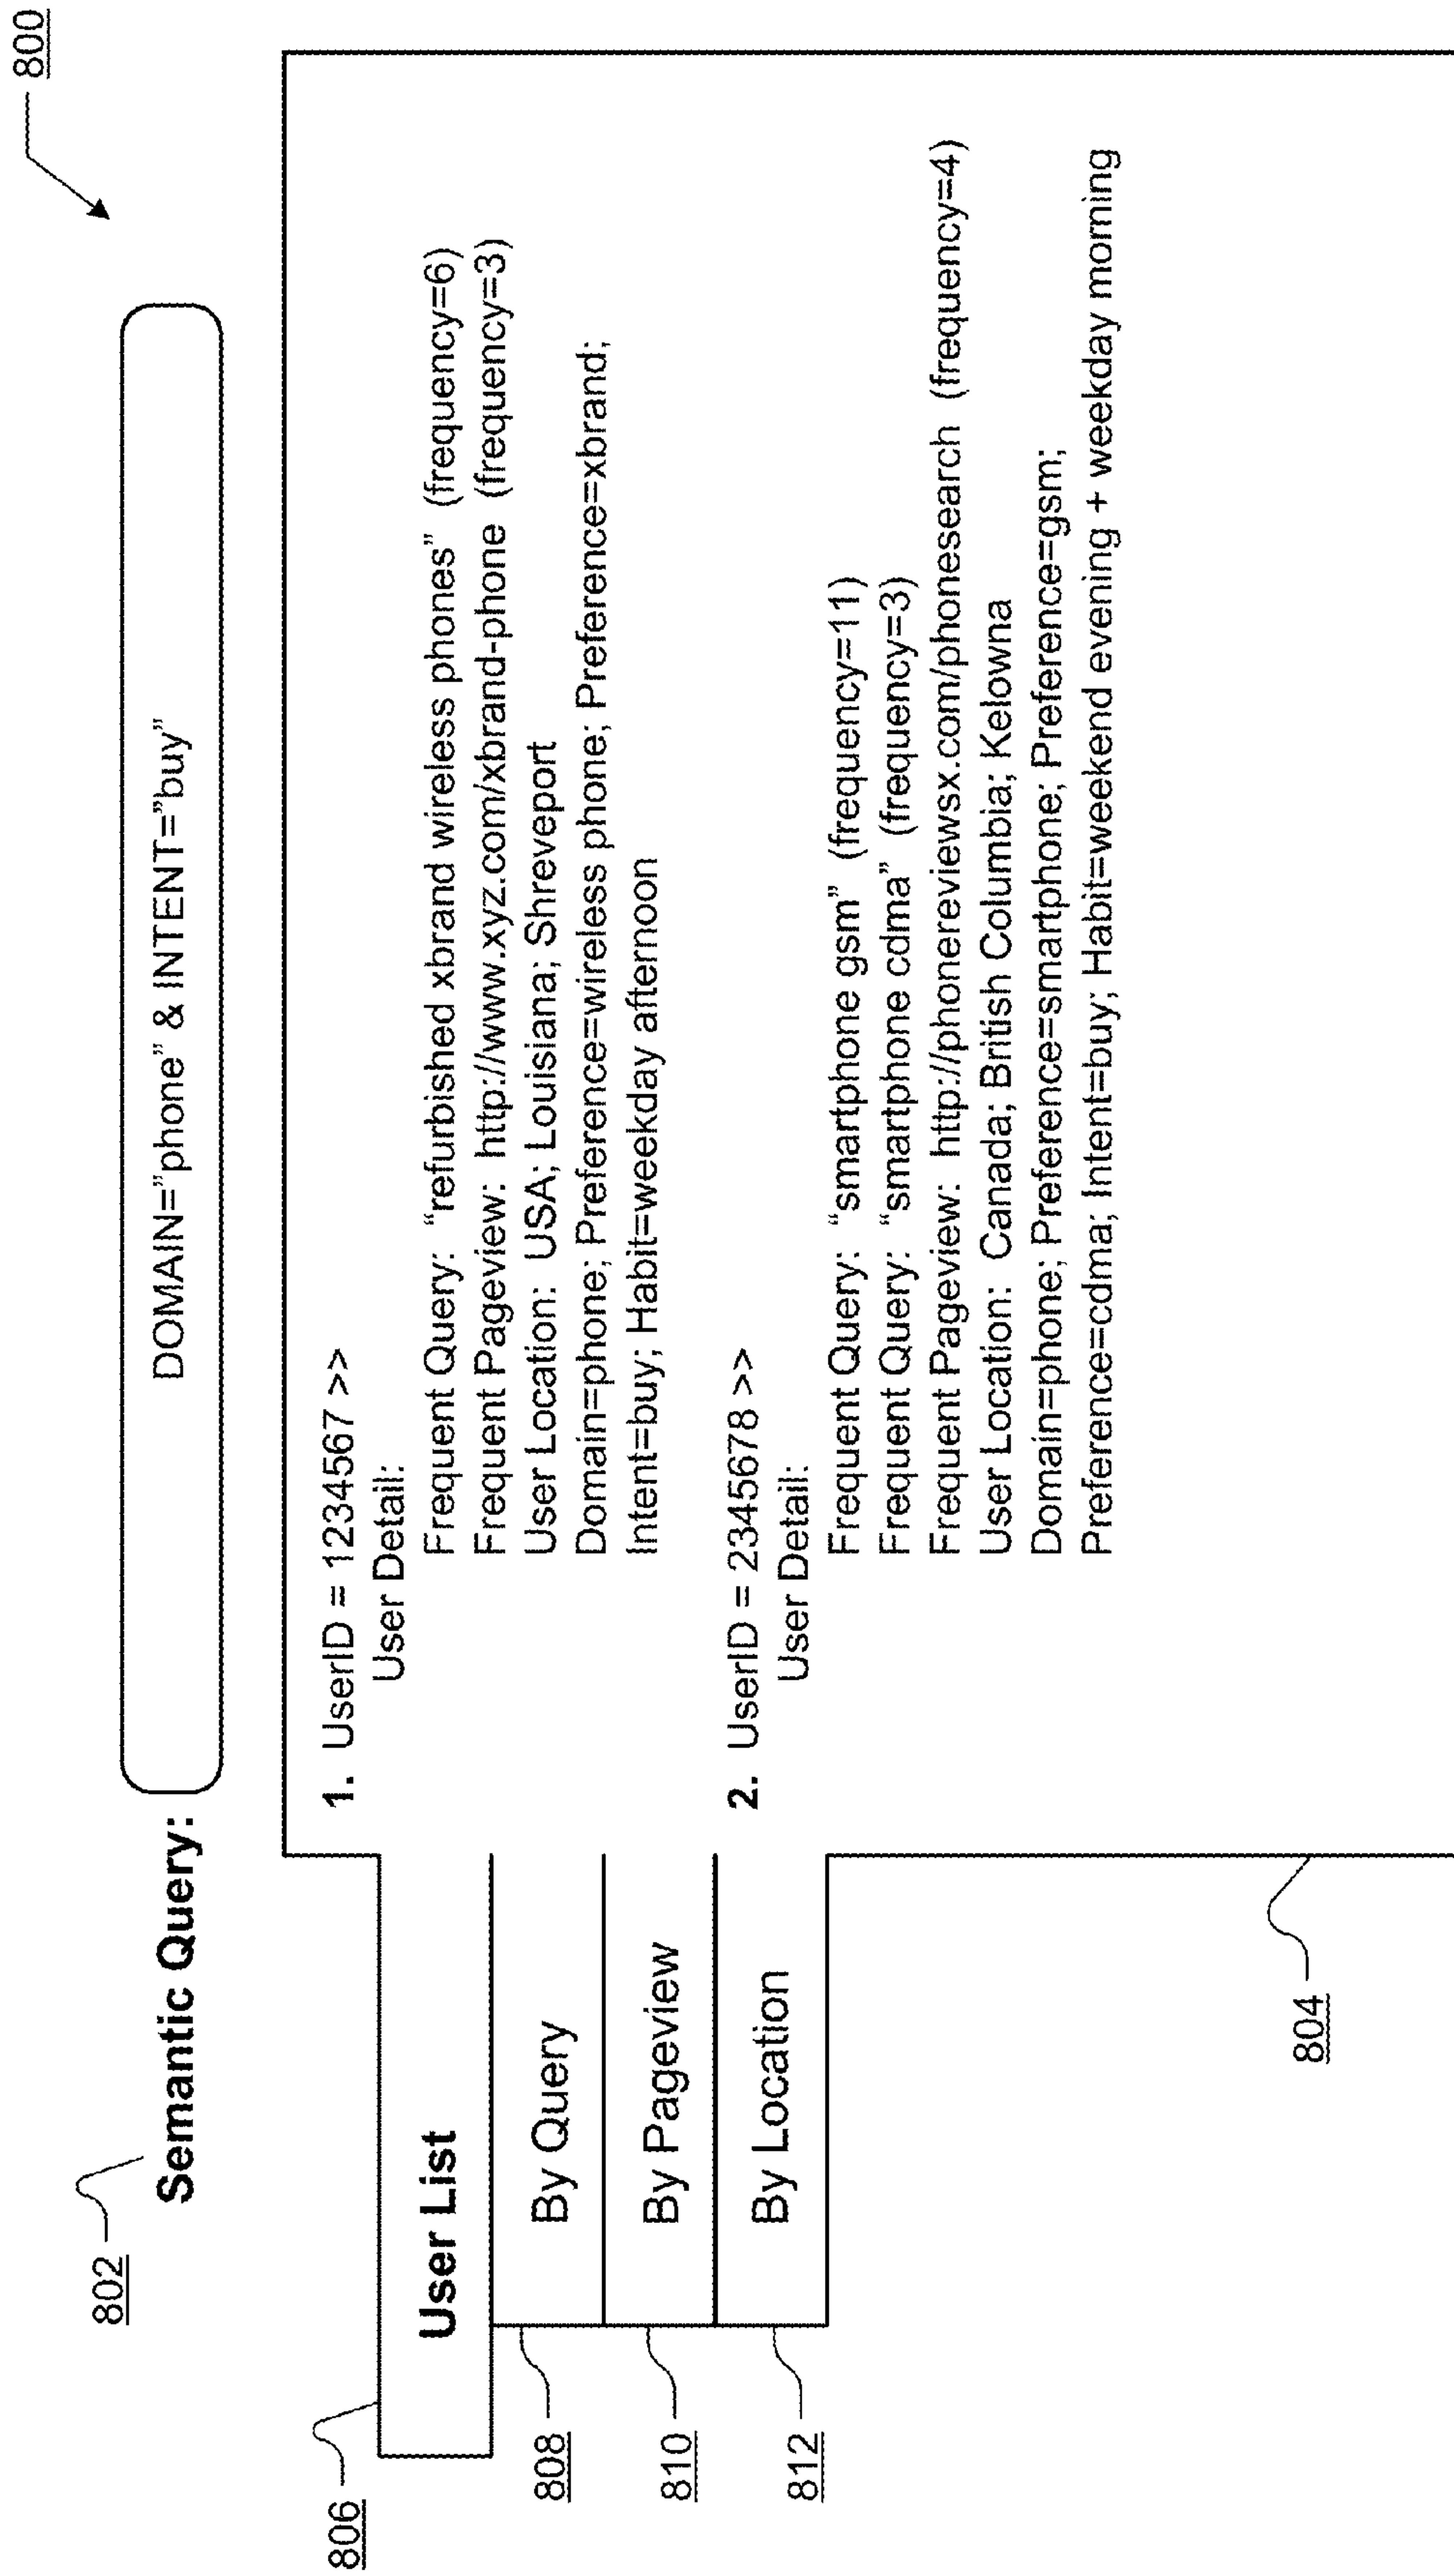 800
802
Semantic Query:
DOMAIN=”phone” & INTENT=”buy”
806
User List
808
By Query
810
By Pageview
812
By Location
804
1. UserID = 1234567 >>
User Detail:
Frequent Query: “refurbished xbrand wireless phones” (frequency=6)
Frequent Pageview: http://www.xyz.com/xbrand-phone (frequency=3)
User Location: USA; Louisiana; Shreveport
Domain=phone; Preference=wireless phone; Preference=xbrand;
Intent=buy; Habit=weekday afternoon
2. UserID = 2345678 >>
User Detail:
Frequent Query: “smartphone gsm” (frequency=11)
Frequent Query: “smartphone cdma” (frequency=3)
Frequent Pageview: http://phonereviewsx.com/phonesearch (frequency=4)
User Location: Canada; British Columbia; Kelowna
Domain=phone; Preference=smartphone; Preference=gsm;
Preference=cdma; Intent=buy; Habit=weekend evening + weekday morning